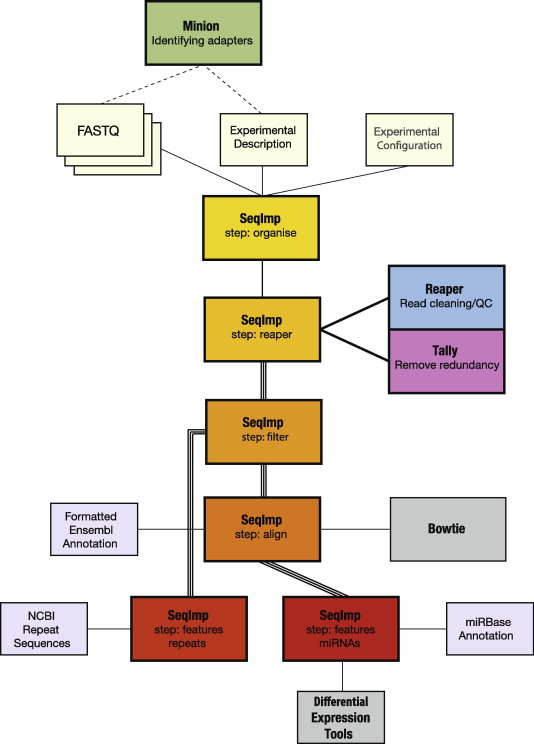 Minion
Identifying adapters
FASTQ
Experimental
Description
Experimental
Configuration
SeqImp
step: organise
SeqImp
step: reaper
Reaper
Read cleaning/QC
Tally
Remove redundancy
SeqImp
step: filter
Formatted
Ensembl
Annotation
SeqImp
step: align
Bowtie
NCBI
Repeat
Sequences
SeqImp
step: features
repeats
SeqImp
step: features
miRNAs
miRBase
Annotation
Differential
Expression
Tools